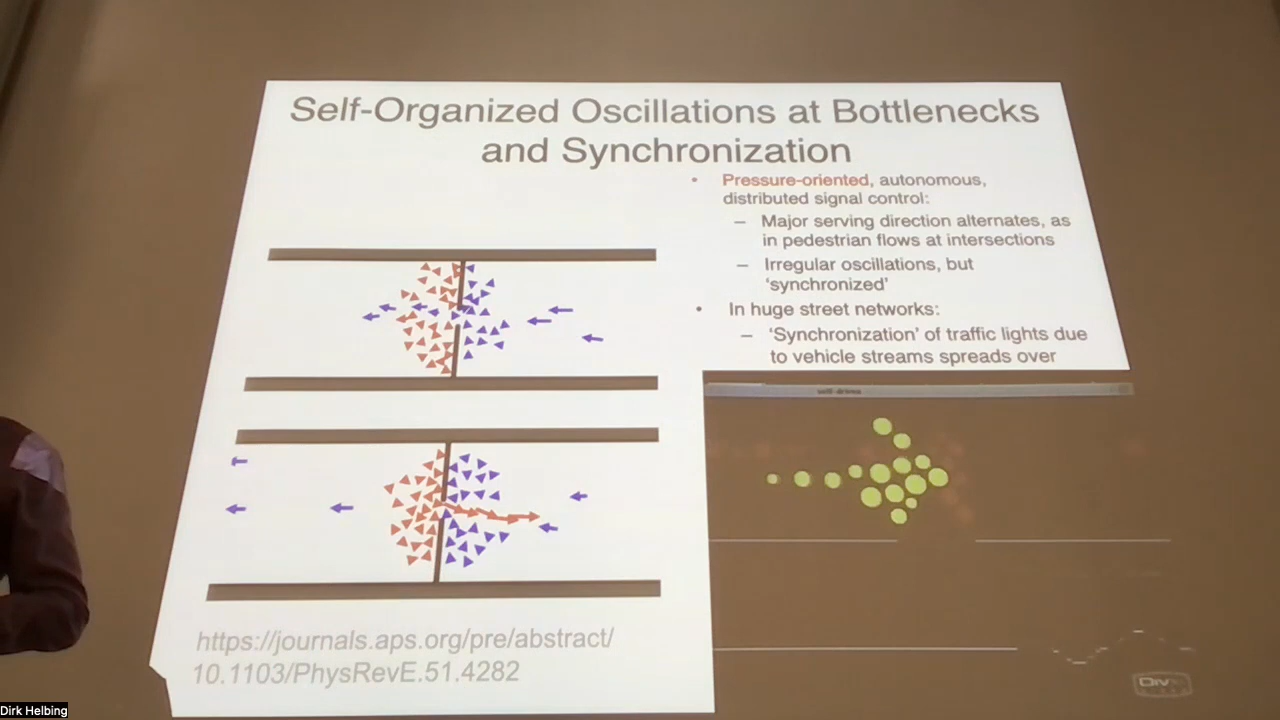 Self-Organized Oscillations at Bottlenecks
and Synchronization
• Pressure-oriented, autonomous,
distributed signal control:
– Major serving direction alternates, as
in pedestrian flows at intersections
– Irregular oscillations, but
‘synchronized’
• In huge street networks:
– ‘Synchronization’ of traffic lights due
to vehicle streams spreads over
https://journals.aps.org/pre/abstract/
10.1103/PhysRevE.51.4282
Dirk Helbing